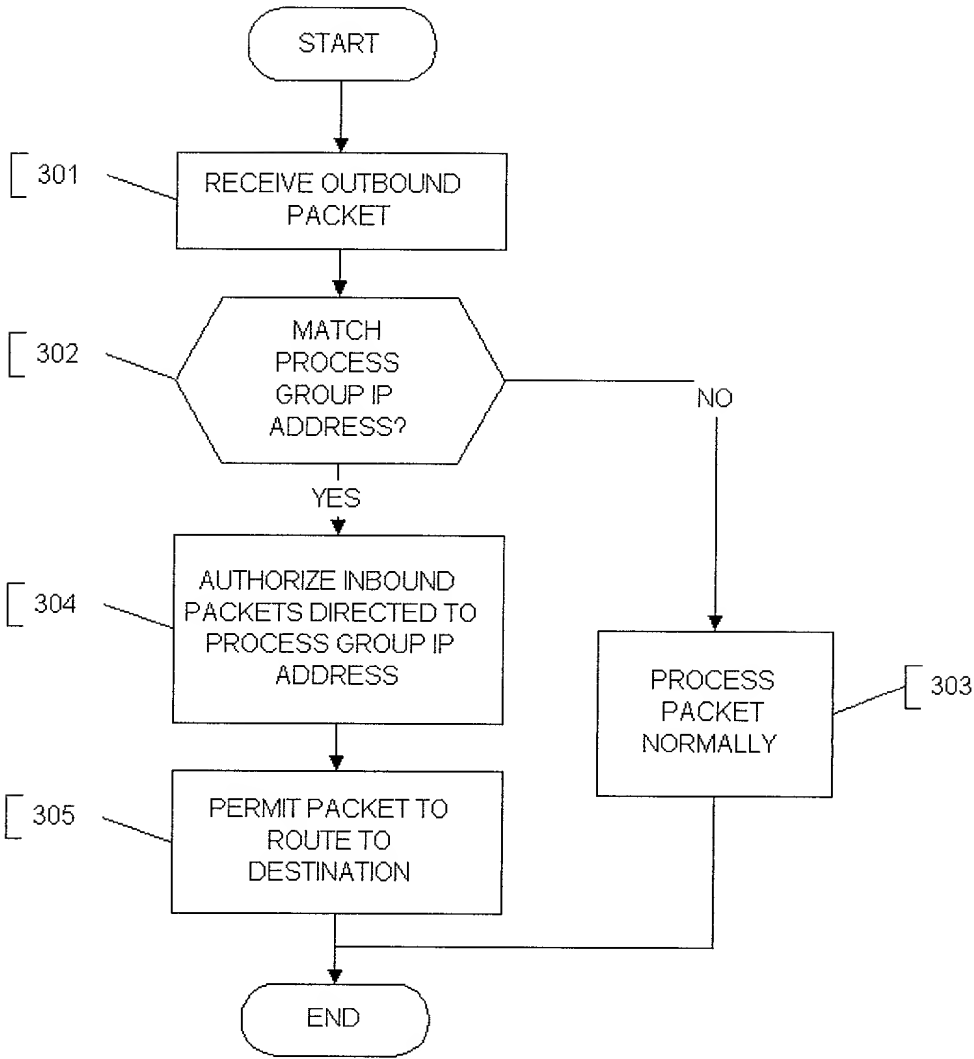 START
301
RECEIVE OUTBOUND
PACKET
302
MATCH
PROCESS
GROUP IP
ADDRESS?
NO
YES
304
AUTHORIZE INBOUND
PACKETS DIRECTED TO
PROCESS GROUP IP
ADDRESS
PROCESS
PACKET
NORMALLY
303
305
PERMIT PACKET TO
ROUTE TO
DESTINATION
END